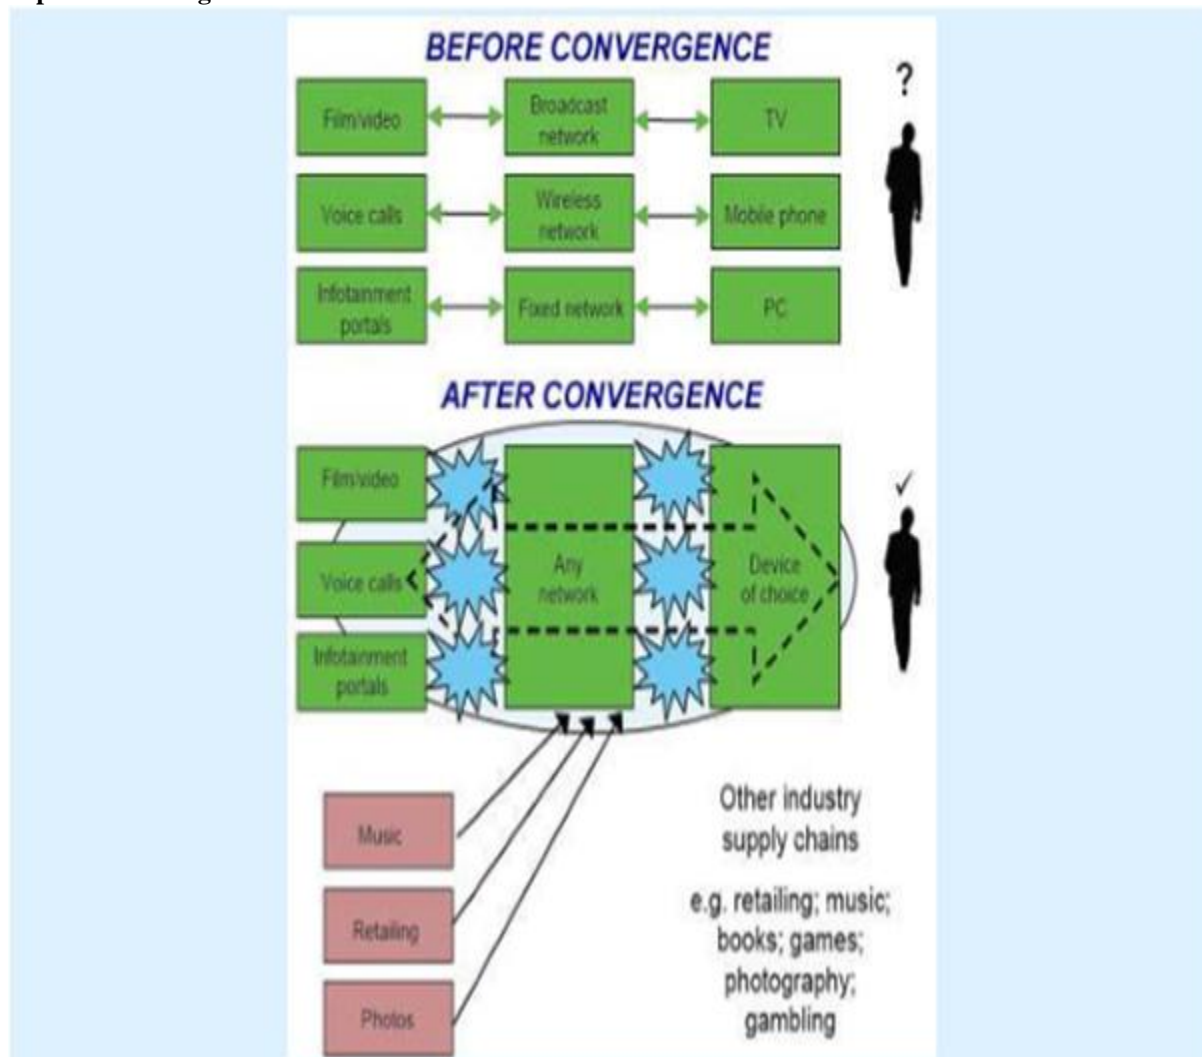 BEFORE CONVERGENCE
?
Film/video
Broadcast
network
TV
Voice calls
Wireless
network
Mobile phone
Infotainment
portals
Fixed network
PC
AFTER CONVERGENCE
Film/video
Voice calls
Infotainment
portals
Any
network
Device
of choice
✓
Music
Retailing
Photos
Other industry
supply chains
e.g. retailing; music;
books; games;
photography;
gambling